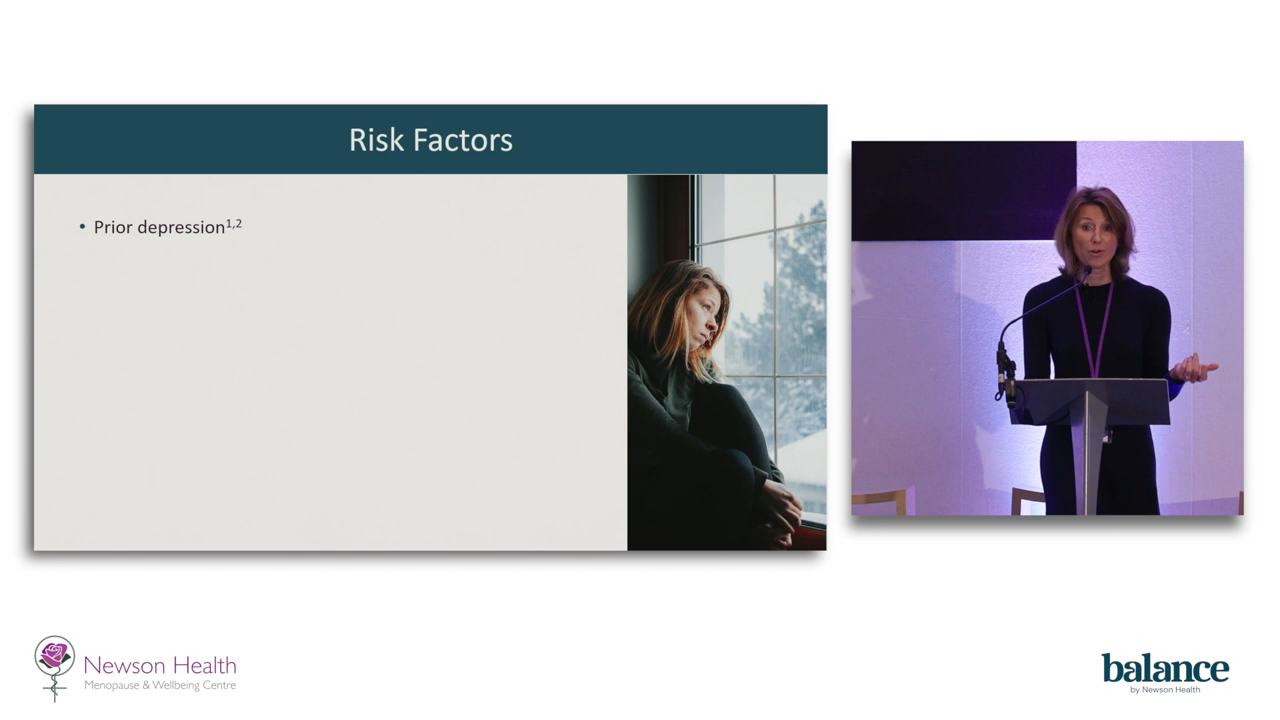 Risk Factors
• Prior depression1,2
Newson Health
Menopause & Wellbeing Centre
balance
by Newson Health